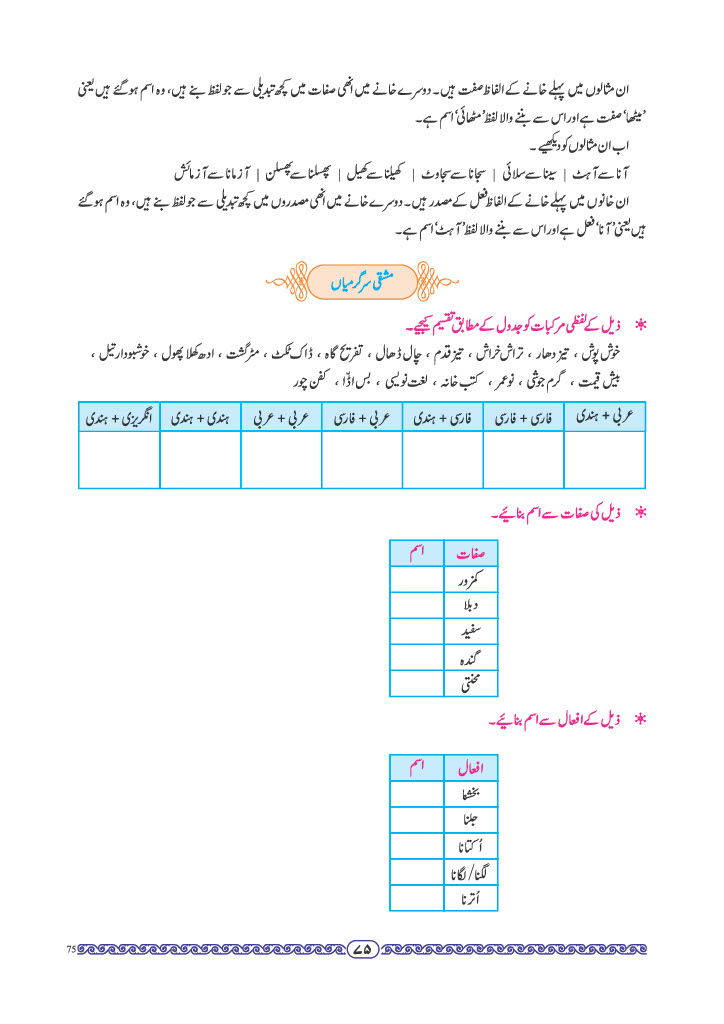 ان مثالوں میں پہلے خانے کے الفاظ صفت ہیں۔ دوسرے خانے میں انھی صفات میں کچھ تبدیلی سے جو لفظ بنے ہیں، وہ اسم ہو گئے ہیں یعنی
’میٹھا‘ صفت ہے اور اس سے بننے والا لفظ ’مٹھائی‘ اسم ہے۔
اب ان مثالوں کو دیکھیے ۔
آنا سے آہٹ | سینا سے سلائی | سجانا سے سجاوٹ | کھیلنا سے کھیل | پھسلنا سے پھسلن | آزمانا سے آزمائش
ان خانوں میں پہلے خانے کے الفاظ فعل کے مصدر ہیں۔ دوسرے خانے میں انھی مصدروں میں کچھ تبدیلی سے جو لفظ بنے ہیں، وہ اسم ہو گئے
ہیں یعنی ’آنا‘ فعل ہے اور اس سے بننے والا لفظ ’آہٹ‘ اسم ہے۔
مشقی سرگرمیاں
ذیل کے لفظی مرکبات کو جدول کے مطابق تقسیم کیجیے۔
خوش پوش ، تیز دھار ، تراش خراش ، تیز قدم ، چال ڈھال ، تفریح گاہ ، ڈاک ٹکٹ ، مٹر گشت ، ادھ کھلا پھول ، خوشبودار تیل ،
بیش قیمت ، گرم جوشی ، نو عمر ، کتب خانہ ، لغت نویسی ، بس اڈّا ، کفن چور
عربی + ہندی | فارسی + فارسی | فارسی + ہندی | عربی + فارسی | عربی + عربی | ہندی + ہندی | انگریزی + ہندی
ذیل کی صفات سے اسم بنائیے۔
صفات | اسم
کمزور
دبلا
سفید
گندہ
محنتی
ذیل کے افعال سے اسم بنائیے۔
افعال | اسم
بخشنا
جلنا
اُکتانا
لگنا/لگانا
اُترنا
۷۵
75